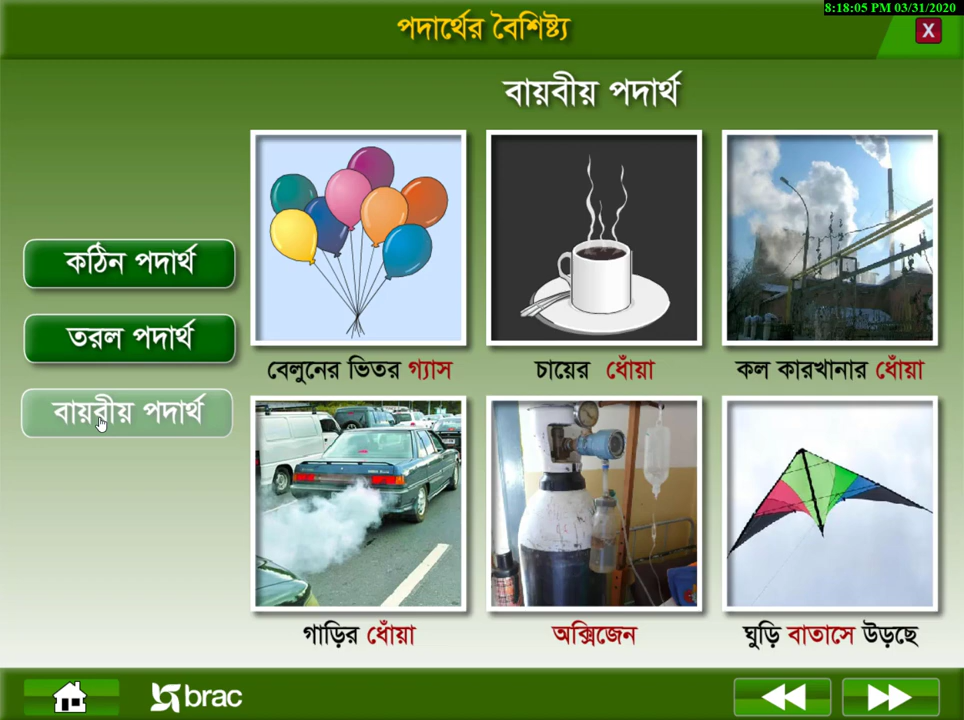 8:18:05 PM 03/31/2020
পদার্থের বৈশিষ্ট্য
X
বায়বীয় পদার্থ
কঠিন পদার্থ
তরল পদার্থ
বায়বীয় পদার্থ
বেলুনের ভিতর গ্যাস
চায়ের ধোঁয়া
কল কারখানার ধোঁয়া
গাড়ির ধোঁয়া
অক্সিজেন
ঘুড়ি বাতাসে উড়ছে
brac